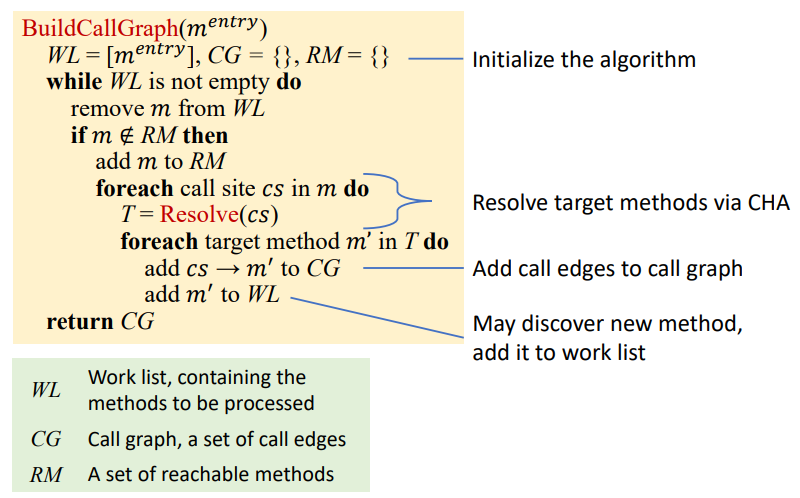 BuildCallGraph(m^entry)
WL = [m^entry], CG = {}, RM = {}
Initialize the algorithm
while WL is not empty do
remove m from WL
if m ∉ RM then
add m to RM
foreach call site cs in m do
T = Resolve(cs)
Resolve target methods via CHA
foreach target method m′ in T do
add cs → m′ to CG
Add call edges to call graph
add m′ to WL
May discover new method,
add it to work list
return CG
WL Work list, containing the
methods to be processed
CG Call graph, a set of call edges
RM A set of reachable methods